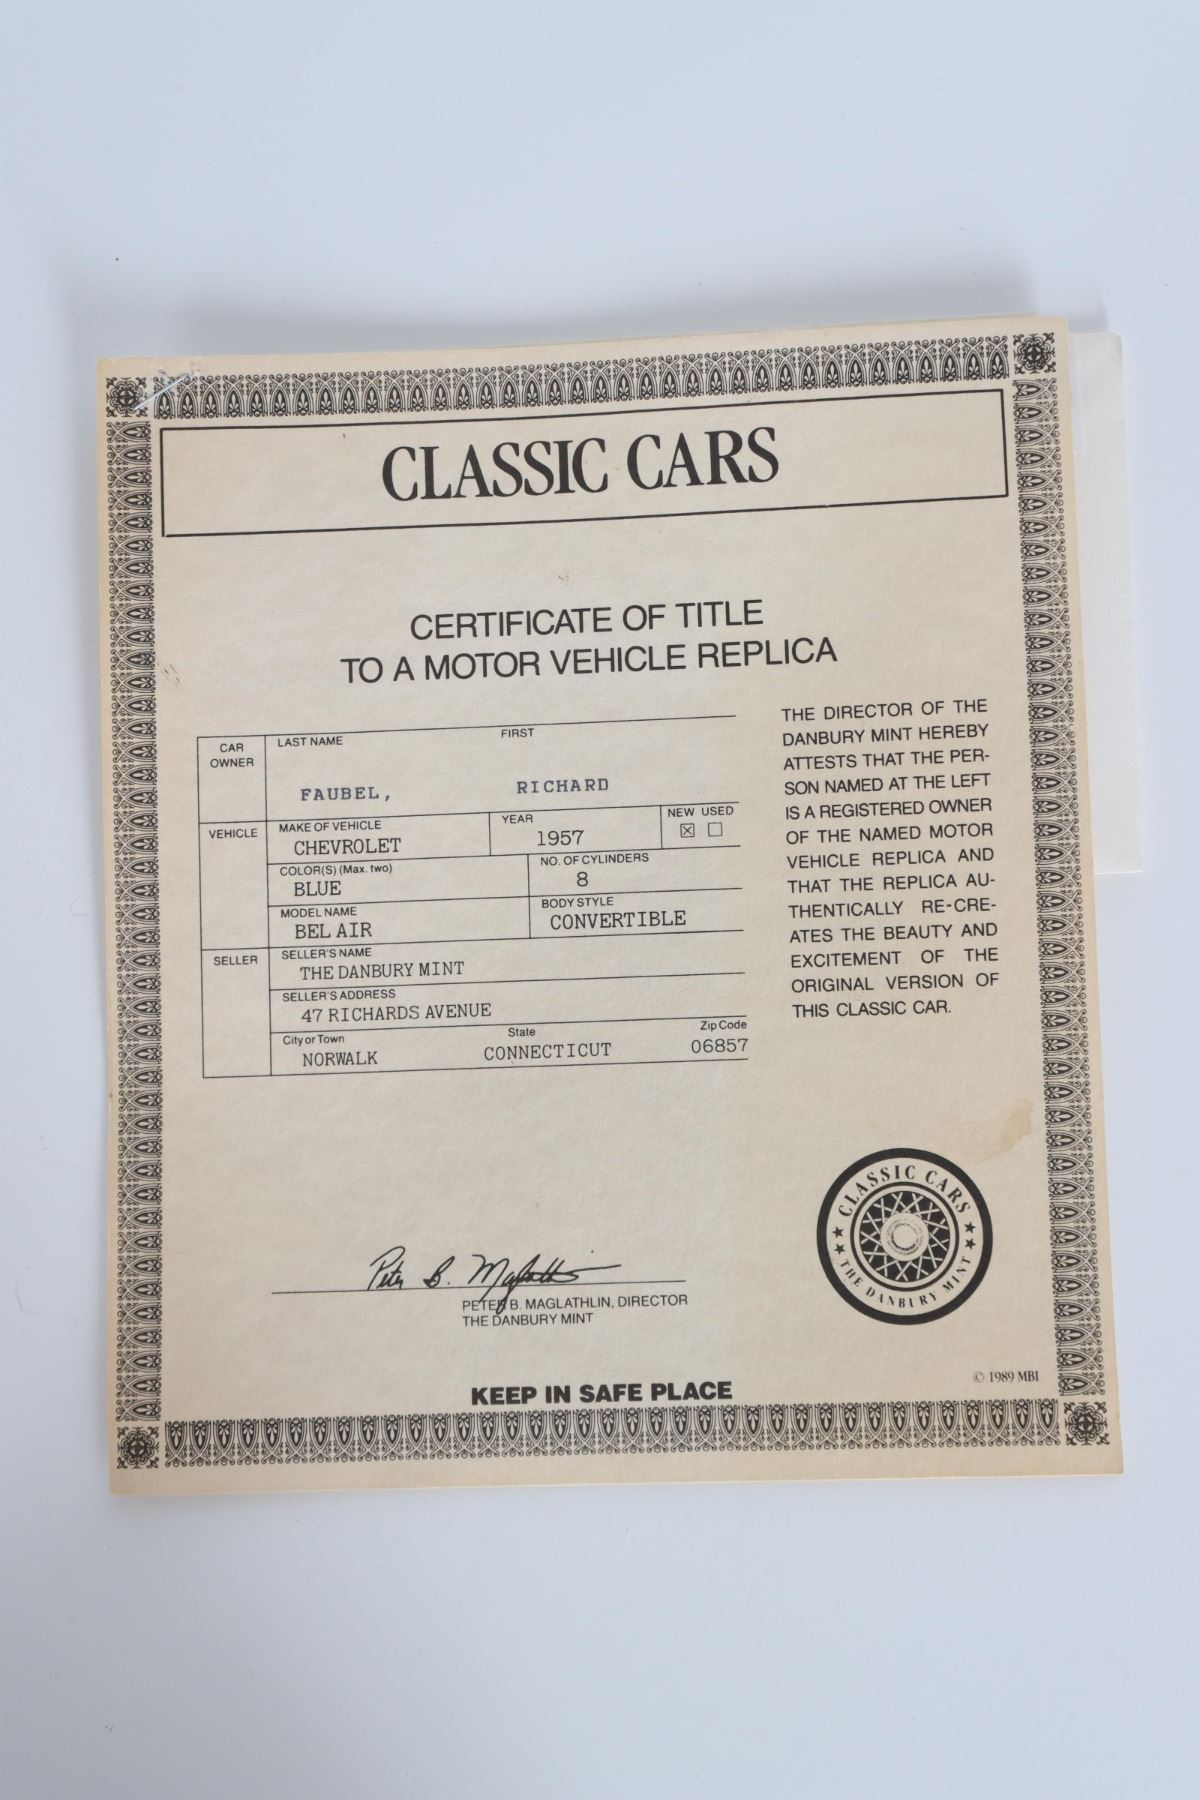 CLASSIC CARS
CERTIFICATE OF TITLE
TO A MOTOR VEHICLE REPLICA
CAR
OWNER
LAST NAME FIRST
FAUBEL, RICHARD
VEHICLE
MAKE OF VEHICLE YEAR NEW USED
CHEVROLET 1957 ☒ ☐
COLOR(S) (Max. two) NO. OF CYLINDERS
BLUE 8
MODEL NAME BODY STYLE
BEL AIR CONVERTIBLE
SELLER
SELLER'S NAME
THE DANBURY MINT
SELLER'S ADDRESS
47 RICHARDS AVENUE
City or Town State Zip Code
NORWALK CONNECTICUT 06857
THE DIRECTOR OF THE
DANBURY MINT HEREBY
ATTESTS THAT THE PER-
SON NAMED AT THE LEFT
IS A REGISTERED OWNER
OF THE NAMED MOTOR
VEHICLE REPLICA AND
THAT THE REPLICA AU-
THENTICALLY RE-CRE-
ATES THE BEAUTY AND
EXCITEMENT OF THE
ORIGINAL VERSION OF
THIS CLASSIC CAR.
Peter B. Maglathlin
PETER B. MAGLATHLIN, DIRECTOR
THE DANBURY MINT
CLASSIC CARS
★★ THE DANBURY MINT ★★
© 1989 MBI
KEEP IN SAFE PLACE